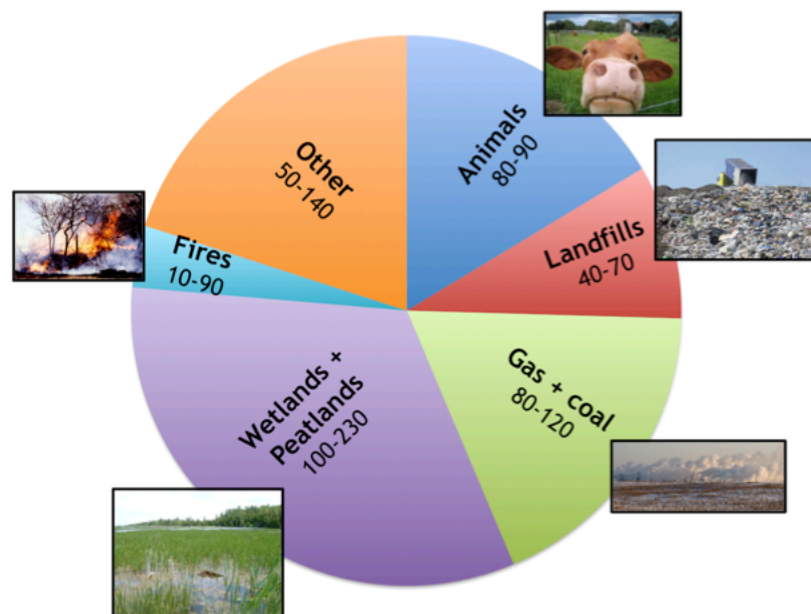 Animals
80-90
Landfills
40-70
Gas + coal
80-120
Wetlands +
Peatlands
100-230
Fires
10-90
Other
50-140